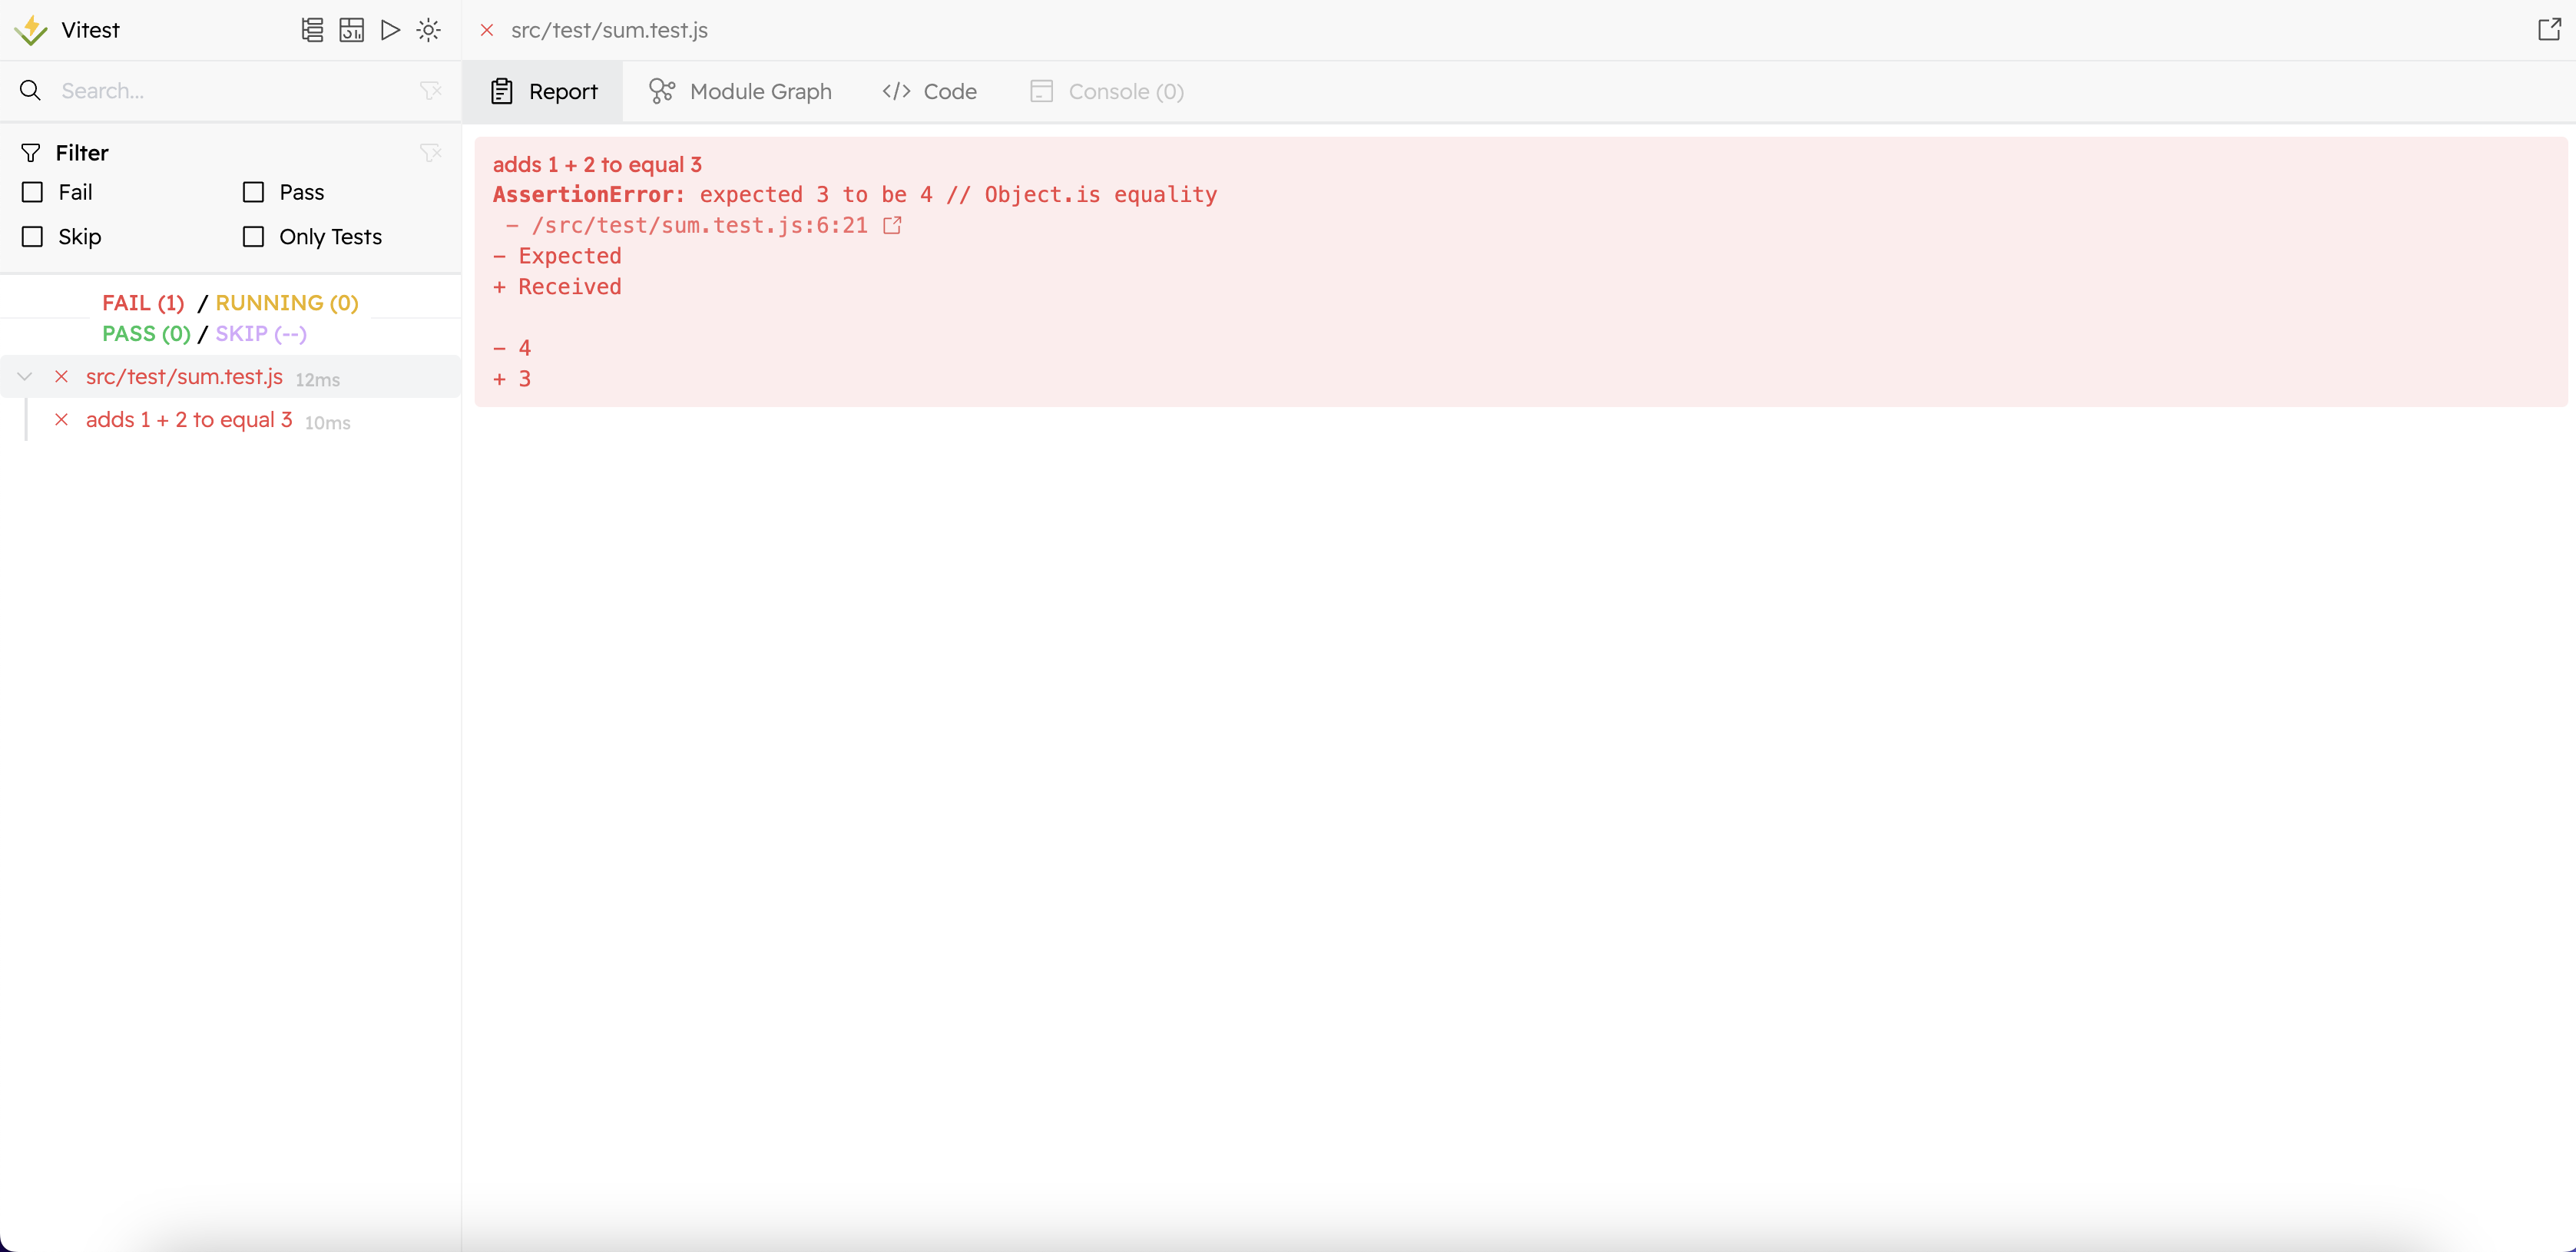 Vitest
Search...
Filter
Fail
Pass
Skip
Only Tests
FAIL (1) / RUNNING (0)
PASS (0) / SKIP (--)
src/test/sum.test.js 12ms
adds 1 + 2 to equal 3 10ms
src/test/sum.test.js
Report
Module Graph
</> Code
Console (0)
adds 1 + 2 to equal 3
AssertionError: expected 3 to be 4 // Object.is equality
- /src/test/sum.test.js:6:21
- Expected
+ Received
- 4
+ 3